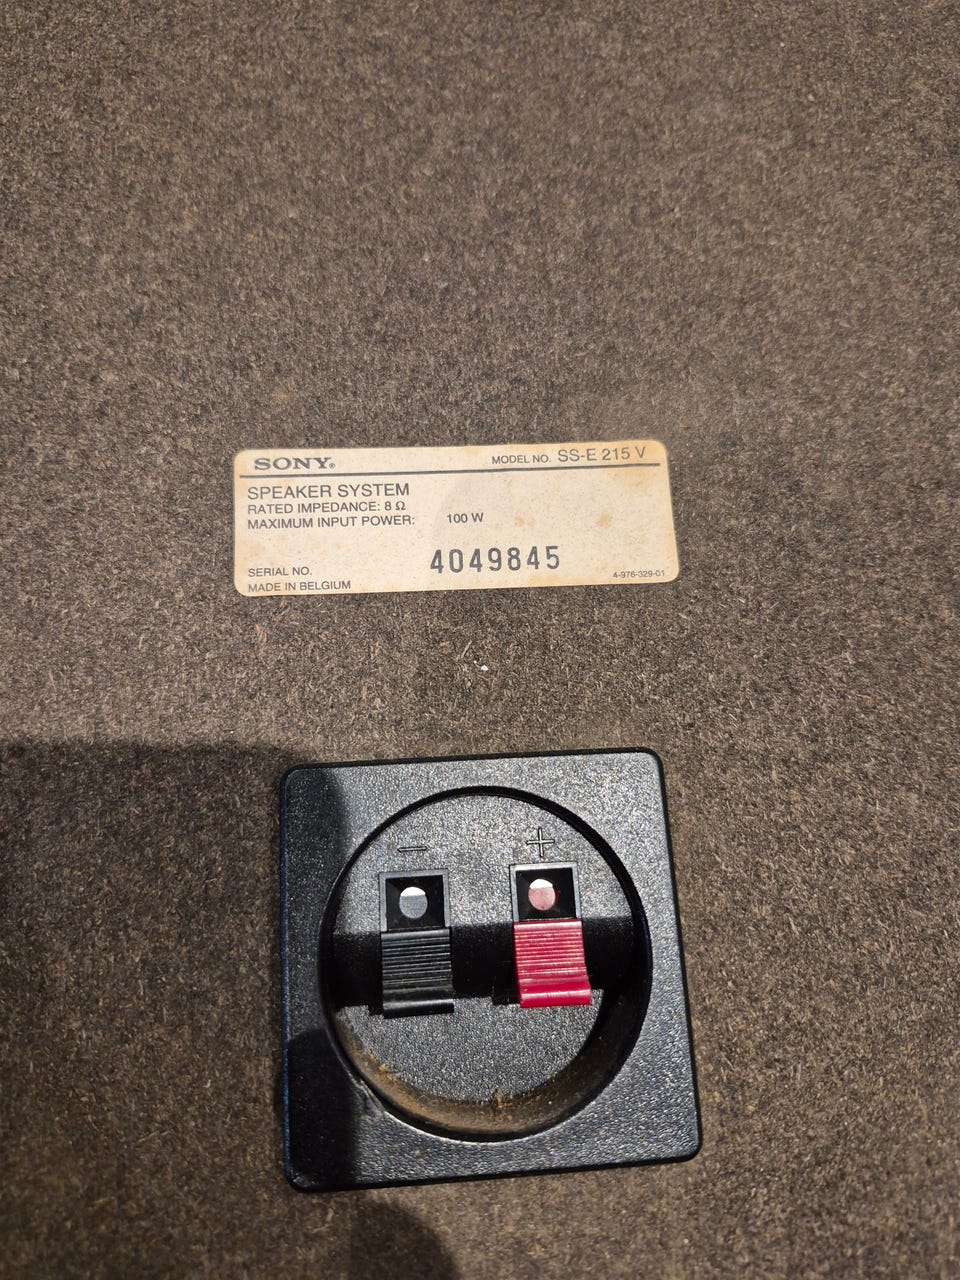 SONY®
MODEL NO. SS-E 215 V
SPEAKER SYSTEM
RATED IMPEDANCE: 8 Ω
MAXIMUM INPUT POWER: 100 W
4049845
SERIAL NO.
MADE IN BELGIUM
4-976-329-01
− +